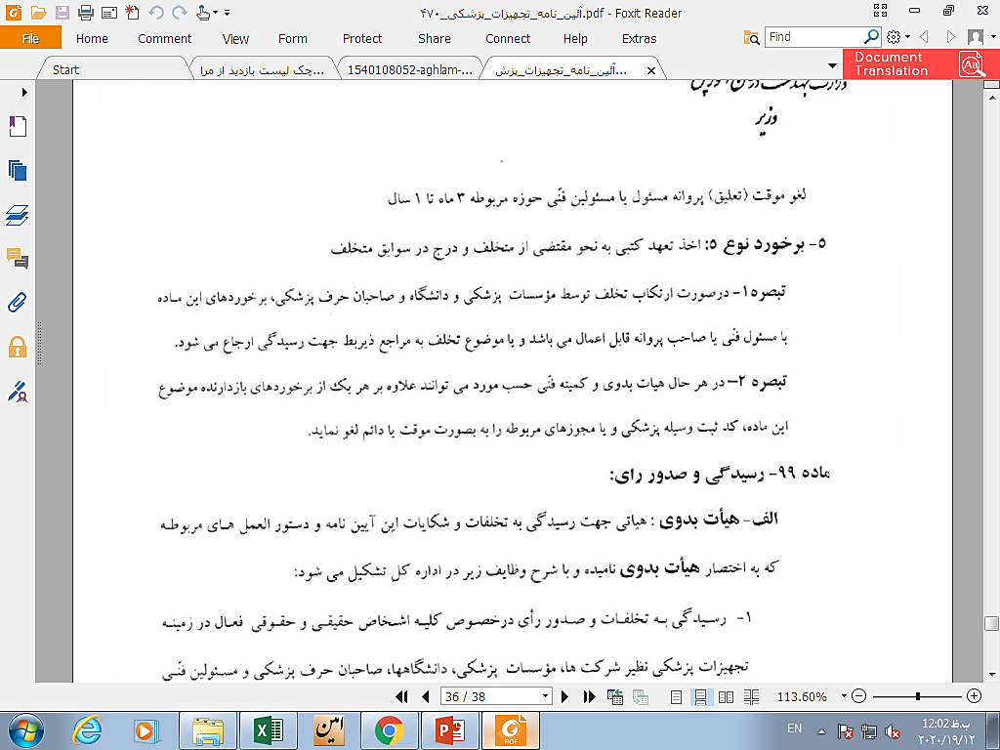 آئین_نامه_تجهیزات_پزشکی_۴۷۰.pdf - Foxit Reader
File Home Comment View Form Protect Share Connect Help Extras Find
Start
چک لیست بازدید از مرا...
1540108052-aghlam-...
آئین_نامه_تجهیزات_پزش...
Document
Translation
وزیر
لغو موقت (تعلیق) پروانه مسئول یا مسئولین فنّی حوزه مربوطه ۳ ماه تا ۱ سال
۵- برخورد نوع ۵: اخذ تعهد کتبی به نحو مقتضی از متخلف و درج در سوابق متخلف
تبصره۱- درصورت ارتکاب تخلف توسط مؤسسات پزشکی و دانشگاه و صاحبان حرف پزشکی، برخوردهای این ماده
با مسئول فنّی یا صاحب پروانه قابل اعمال می باشد و یا موضوع تخلف به مراجع ذیربط جهت رسیدگی ارجاع می شود.
تبصره ۲– در هر حال هیات بدوی و کمیته فنّی حسب مورد می توانند علاوه بر هر یک از برخوردهای بازدارنده موضوع
این ماده، کد ثبت وسیله پزشکی و یا مجوزهای مربوطه را به بصورت موقت یا دائم لغو نماید.
ماده ۹۹- رسیدگی و صدور رای:
الف- هیأت بدوی : هیاتی جهت رسیدگی به تخلفات و شکایات این آیین نامه و دستور العمل های مربوطه
که به اختصار هیأت بدوی نامیده و با شرح وظایف زیر در اداره کل تشکیل می شود:
۱- رسیدگی به تخلفات و صدور رأی درخصوص کلیه اشخاص حقیقی و حقوقی فعال در زمینه
تجهیزات پزشکی نظیر شرکت ها، مؤسسات پزشکی، دانشگاهها، صاحبان حرف پزشکی و مسئولین فنّی
36 / 38
113.60%
امین
PDF
EN
12:02 ب.ظ
۲۰۲۰/۱۹/۱۲